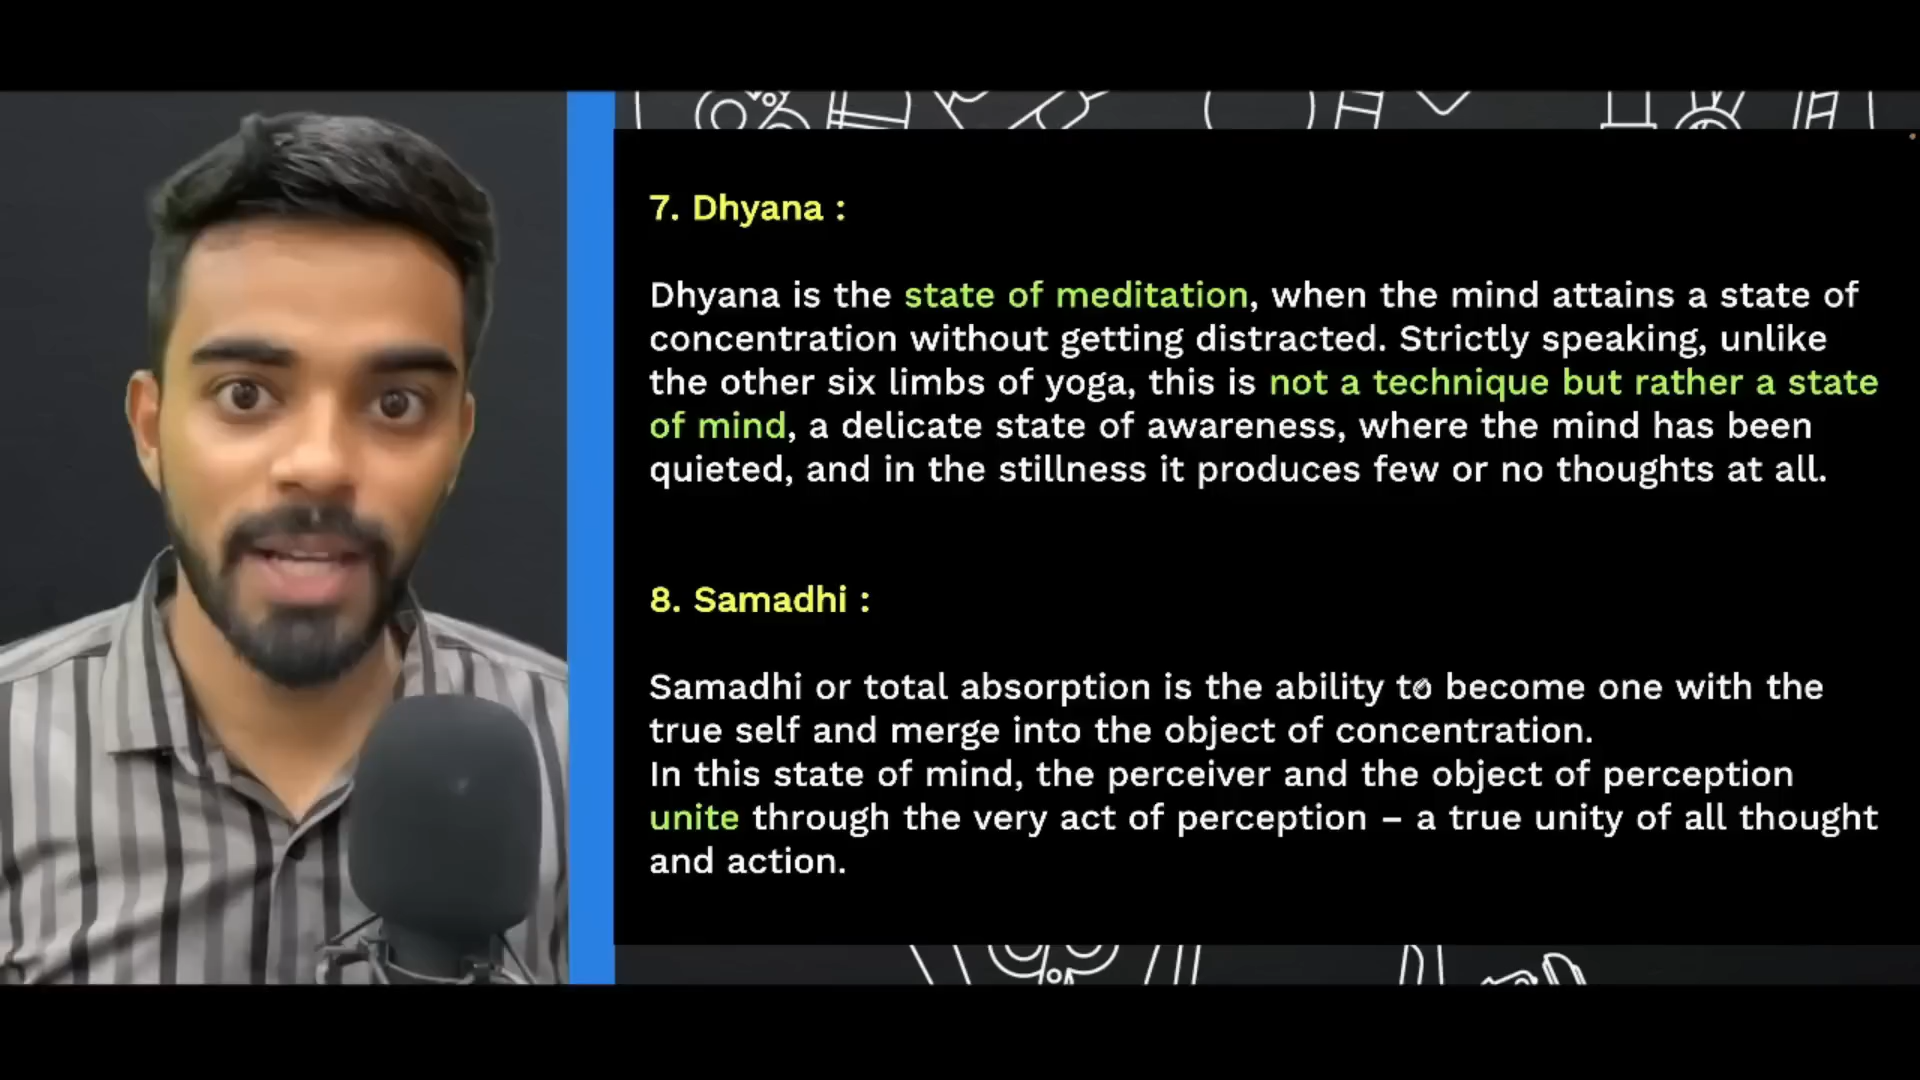 7. Dhyana :
Dhyana is the state of meditation, when the mind attains a state of
concentration without getting distracted. Strictly speaking, unlike
the other six limbs of yoga, this is not a technique but rather a state
of mind, a delicate state of awareness, where the mind has been
quieted, and in the stillness it produces few or no thoughts at all.
8. Samadhi :
Samadhi or total absorption is the ability to become one with the
true self and merge into the object of concentration.
In this state of mind, the perceiver and the object of perception
unite through the very act of perception – a true unity of all thought
and action.